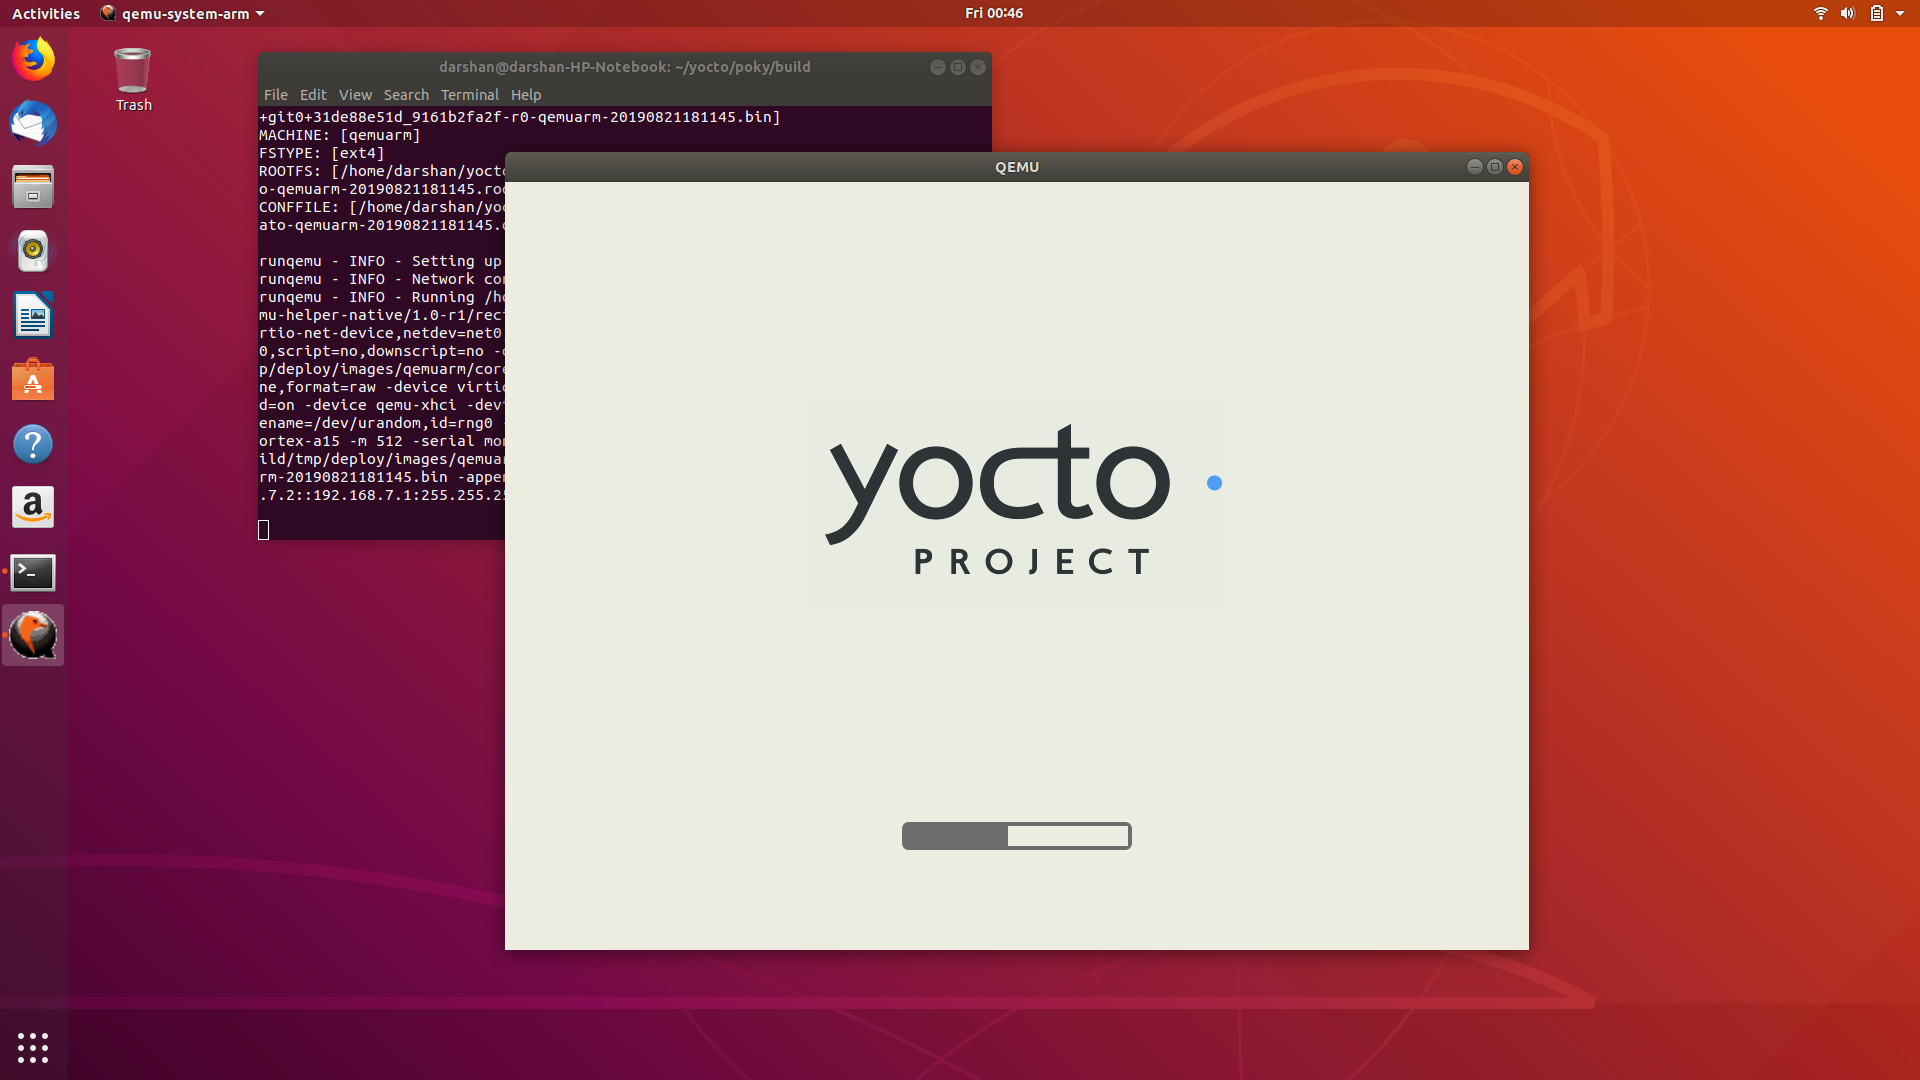 Activities
qemu-system-arm
Fri 00:46
Trash
darshan@darshan-HP-Notebook: ~/yocto/poky/build
File Edit View Search Terminal Help
+git0+31de88e51d_9161b2fa2f-r0-qemuarm-20190821181145.bin]
MACHINE: [qemuarm]
FSTYPE: [ext4]
ROOTFS: [/home/darshan/yocto
o-qemuarm-20190821181145.roo
CONFFILE: [/home/darshan/yoc
ato-qemuarm-20190821181145.q
runqemu - INFO - Setting up
runqemu - INFO - Network con
runqemu - INFO - Running /ho
mu-helper-native/1.0-r1/reci
rtio-net-device,netdev=net0
0,script=no,downscript=no -d
p/deploy/images/qemuarm/core
ne,format=raw -device virtio
d=on -device qemu-xhci -devi
ename=/dev/urandom,id=rng0 -
ortex-a15 -m 512 -serial mon
ild/tmp/deploy/images/qemuar
rm-20190821181145.bin -appen
.7.2::192.168.7.1:255.255.25
QEMU
yocto
PROJECT